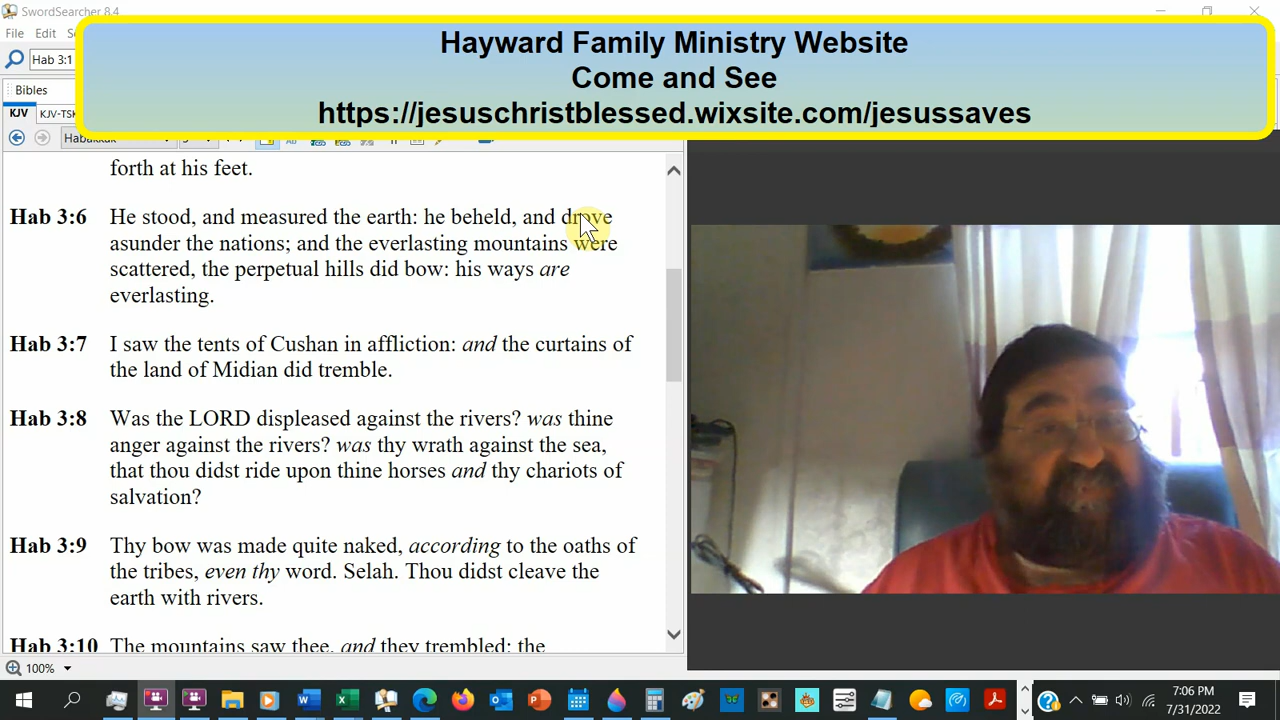 SwordSearcher 8.4
File Edit
Hab 3:1
Hayward Family Ministry Website
Come and See
https://jesuschristblessed.wixsite.com/jesussaves
Bibles
KJV KJV-TSK
Habakkuk
forth at his feet.
Hab 3:6 He stood, and measured the earth: he beheld, and drove
asunder the nations; and the everlasting mountains were
scattered, the perpetual hills did bow: his ways are
everlasting.
Hab 3:7 I saw the tents of Cushan in affliction: and the curtains of
the land of Midian did tremble.
Hab 3:8 Was the LORD displeased against the rivers? was thine
anger against the rivers? was thy wrath against the sea,
that thou didst ride upon thine horses and thy chariots of
salvation?
Hab 3:9 Thy bow was made quite naked, according to the oaths of
the tribes, even thy word. Selah. Thou didst cleave the
earth with rivers.
Hab 3:10 The mountains saw thee, and they trembled: the
100%
7:06 PM
7/31/2022